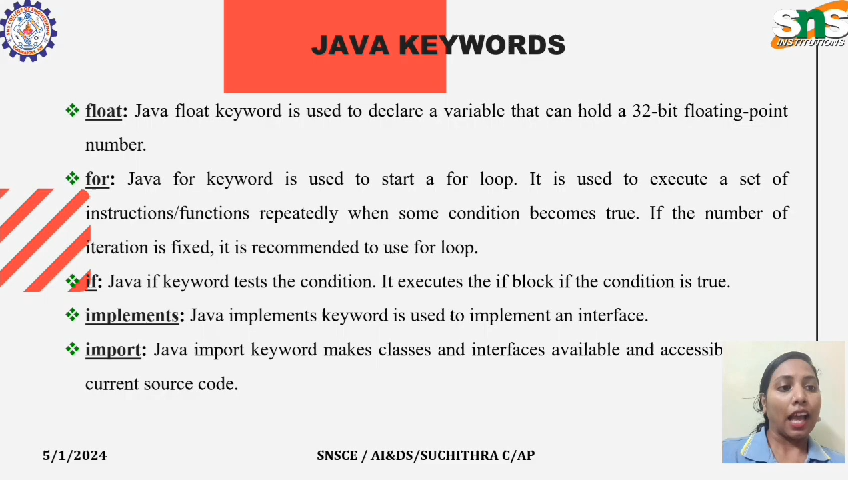 SNS
INSTITUTIONS
JAVA KEYWORDS
float: Java float keyword is used to declare a variable that can hold a 32-bit floating-point
number.
for: Java for keyword is used to start a for loop. It is used to execute a set of
instructions/functions repeatedly when some condition becomes true. If the number of
iteration is fixed, it is recommended to use for loop.
if: Java if keyword tests the condition. It executes the if block if the condition is true.
implements: Java implements keyword is used to implement an interface.
import: Java import keyword makes classes and interfaces available and
current source code.
5/1/2024
SNSCE / AI&DS/SUCHITHRA C/AP